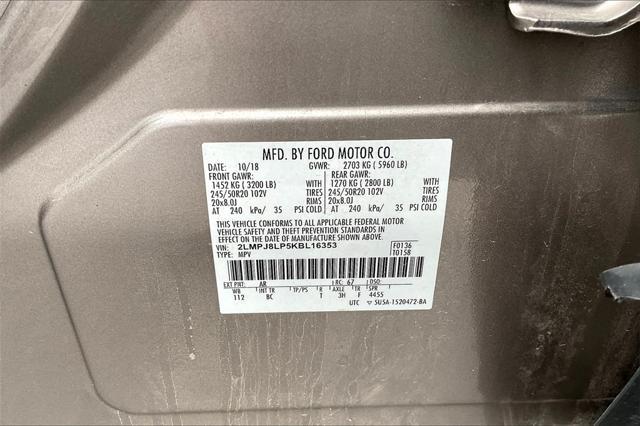 MFD. BY FORD MOTOR CO.
DATE: 10/18 GVWR: 2703 KG ( 5960 LB)
FRONT GAWR: REAR GAWR:
1452 KG ( 3200 LB) WITH 1270 KG ( 2800 LB) WITH
245/50R20 102V TIRES 245/50R20 102V TIRES
20x8.0J RIMS 20x8.0J RIMS
AT 240 kPa/ 35 PSI COLD AT 240 kPa/ 35 PSI COLD
THIS VEHICLE CONFORMS TO ALL APPLICABLE FEDERAL MOTOR
VEHICLE SAFETY AND THEFT PREVENTION STANDARDS IN
EFFECT ON THE DATE OF MANUFACTURE SHOWN ABOVE.
VIN: 2LMPJ8LP5KBL16353 F0136
TYPE: MPV T0158
EXT PNT: AR RC: 67 DSO:
WB INT TR TP/PS R AXLE TR SPR
112 BC 1 3H F 4455
UTC 5U5A-1520472-BA